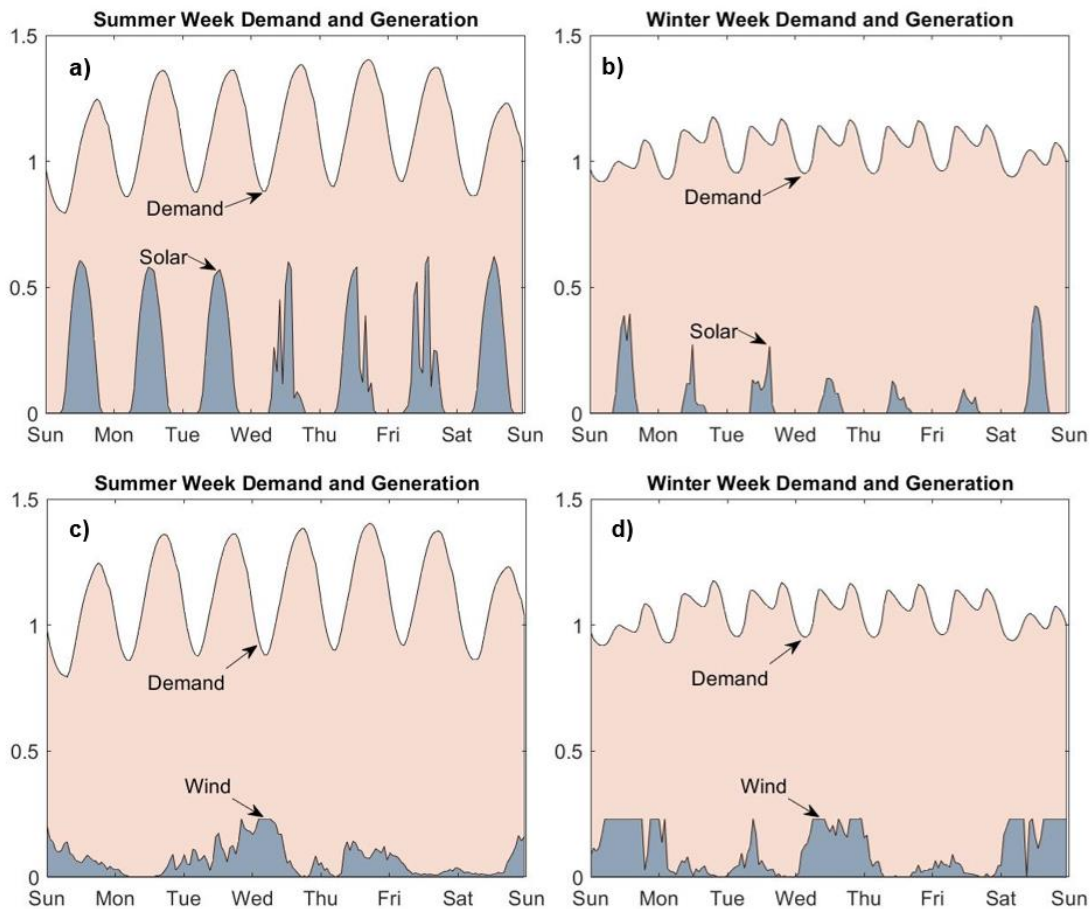 Summer Week Demand and Generation
1.5
a)
1
Demand
Solar
0.5
0
Sun Mon Tue Wed Thu Fri Sat Sun
Winter Week Demand and Generation
1.5
b)
1
Demand
0.5
Solar
0
Sun Mon Tue Wed Thu Fri Sat Sun
Summer Week Demand and Generation
1.5
c)
1
Demand
0.5
Wind
0
Sun Mon Tue Wed Thu Fri Sat Sun
Winter Week Demand and Generation
1.5
d)
1
Demand
0.5
Wind
0
Sun Mon Tue Wed Thu Fri Sat Sun